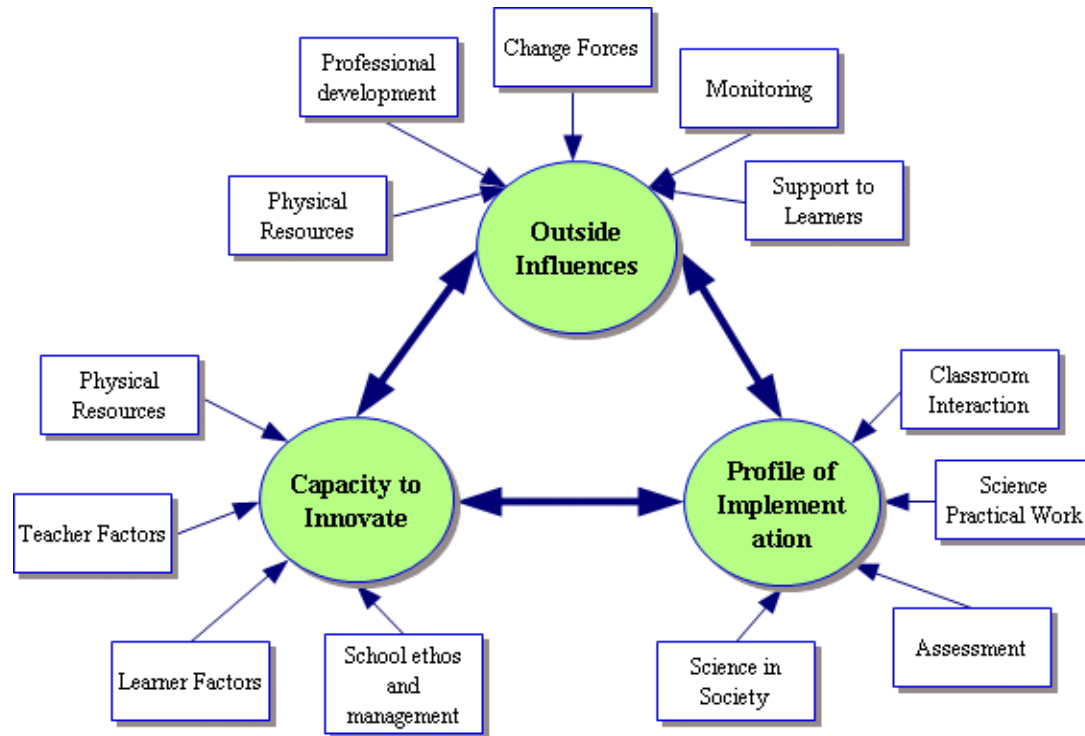 Change Forces
Professional
development
Monitoring
Physical
Resources
Support to
Learners
Outside
Influences
Physical
Resources
Classroom
Interaction
Capacity to
Innovate
Profile of
Implement
ation
Science
Practical Work
Teacher Factors
Learner Factors
School ethos
and
management
Science in
Society
Assessment